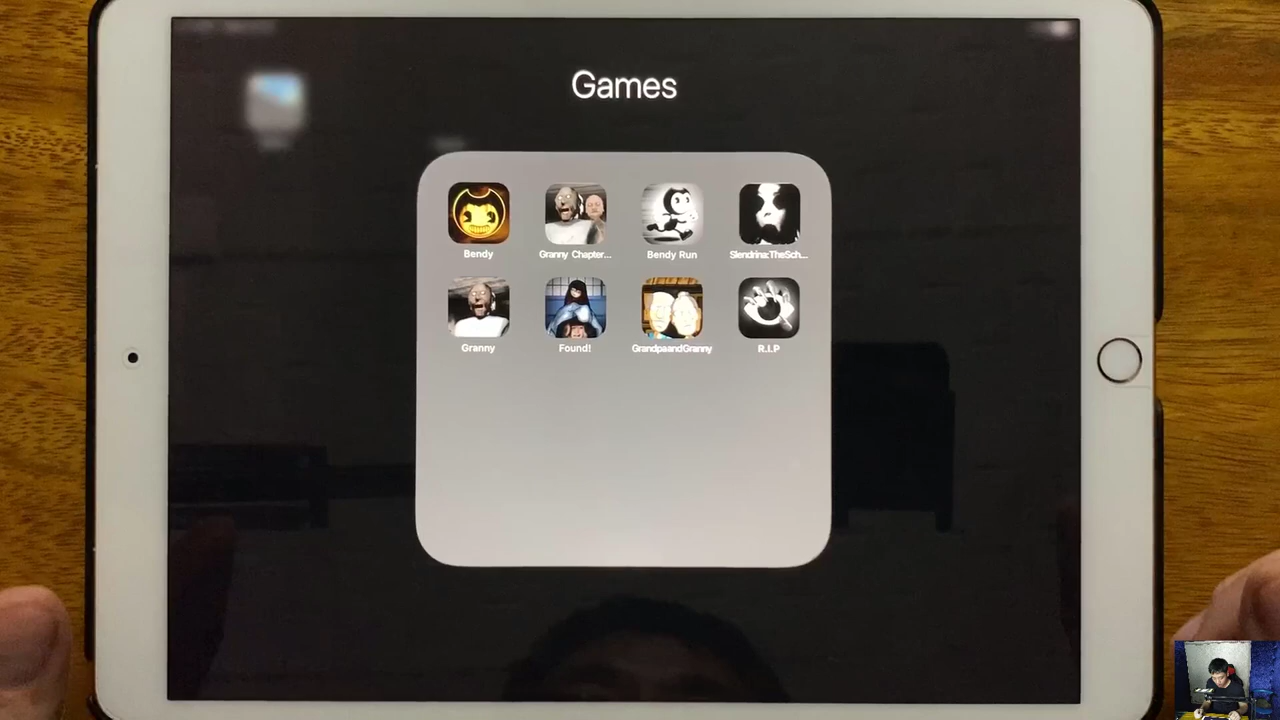 Games
Bendy
Granny Chapter...
Bendy Run
Slendrina:TheSch...
Granny
Found!
GrandpaandGranny
R.I.P